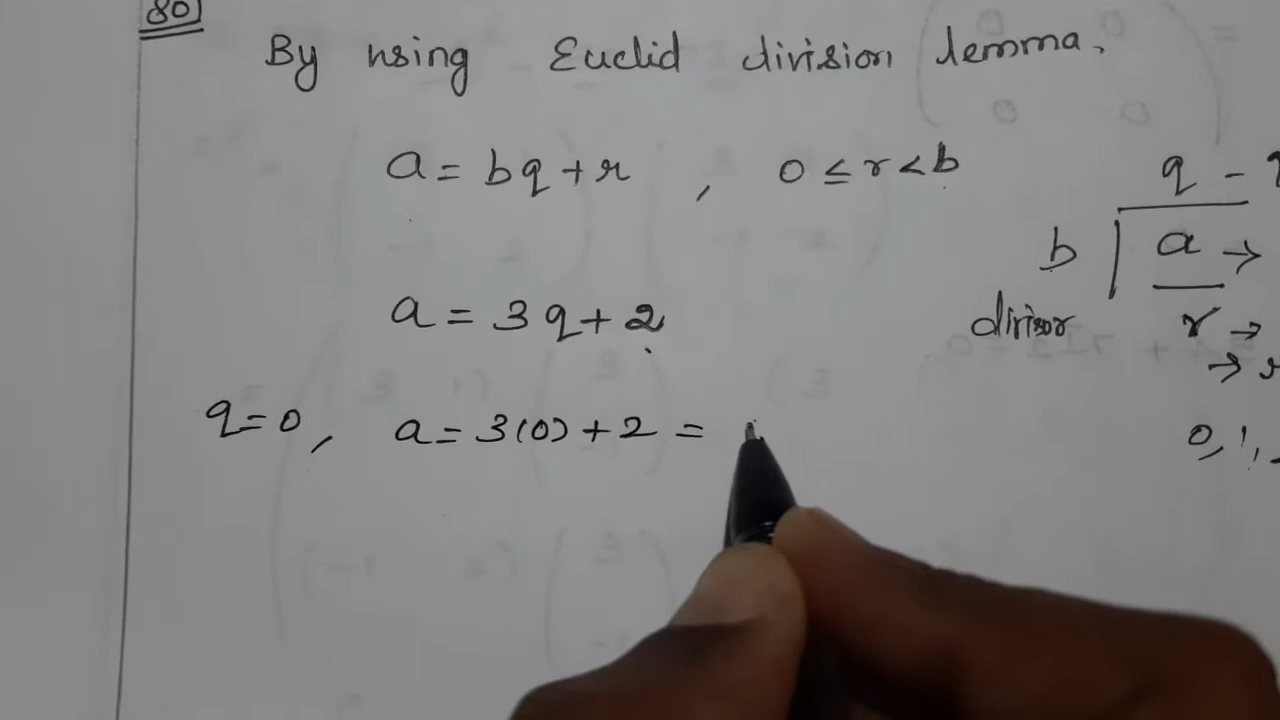 80)
By using Euclid division lemma.
a = bq + r , 0 ≤ r < b
q -
b | a →
divisor r →
→
a = 3q + 2
q = 0, a = 3(0) + 2 =
0, 1,